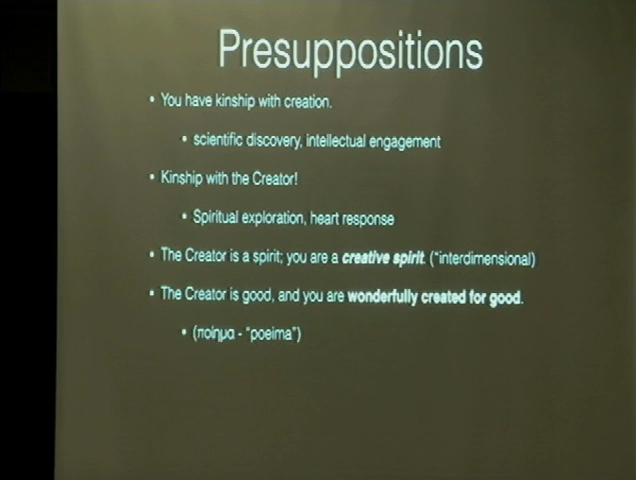 Presuppositions
• You have kinship with creation.
• scientific discovery, intellectual engagement
• Kinship with the Creator!
• Spiritual exploration, heart response
• The Creator is a spirit; you are a creative spirit. ("interdimensional)
• The Creator is good, and you are wonderfully created for good.
• (ποίημα - "poeima")